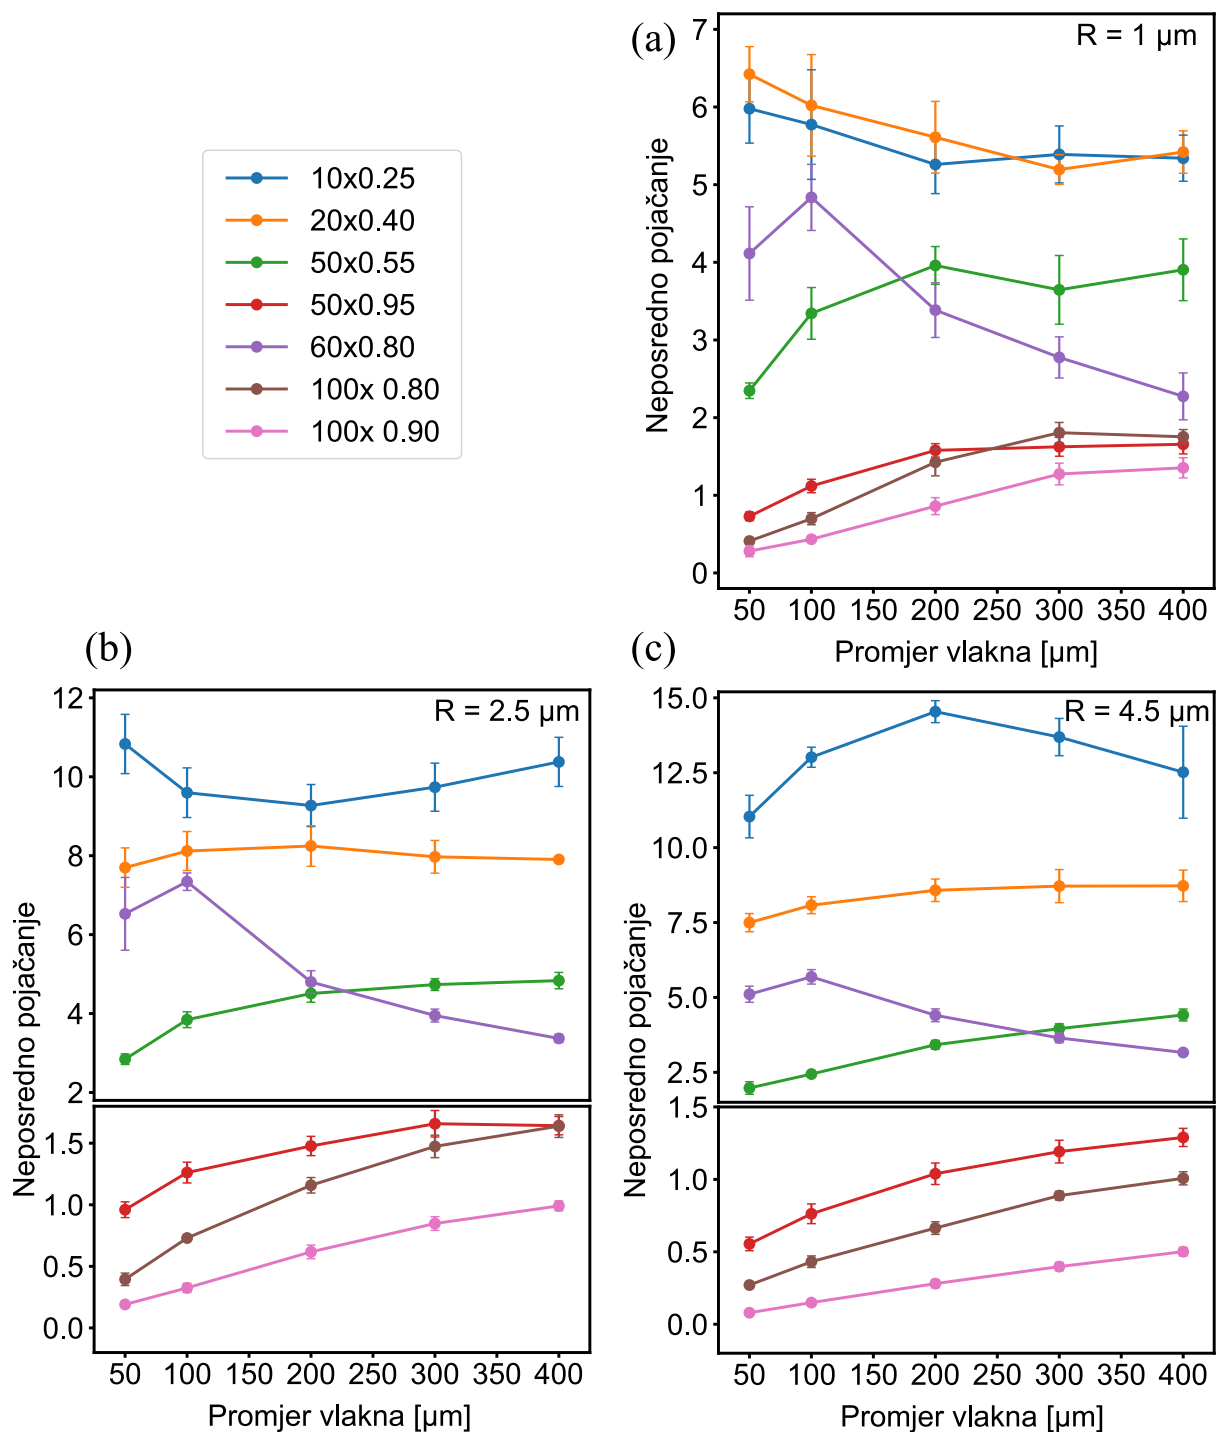 10x0.25
20x0.40
50x0.55
50x0.95
60x0.80
100x 0.80
100x 0.90
(a)
R = 1 µm
Neposredno pojačanje
7
6
5
4
3
2
1
0
50 100 150 200 250 300 350 400
Promjer vlakna [µm]
(b)
R = 2.5 µm
Neposredno pojačanje
12
10
8
6
4
2
1.5
1.0
0.5
0.0
50 100 150 200 250 300 350 400
Promjer vlakna [µm]
(c)
R = 4.5 µm
Neposredno pojačanje
15.0
12.5
10.0
7.5
5.0
2.5
1.5
1.0
0.5
0.0
50 100 150 200 250 300 350 400
Promjer vlakna [µm]